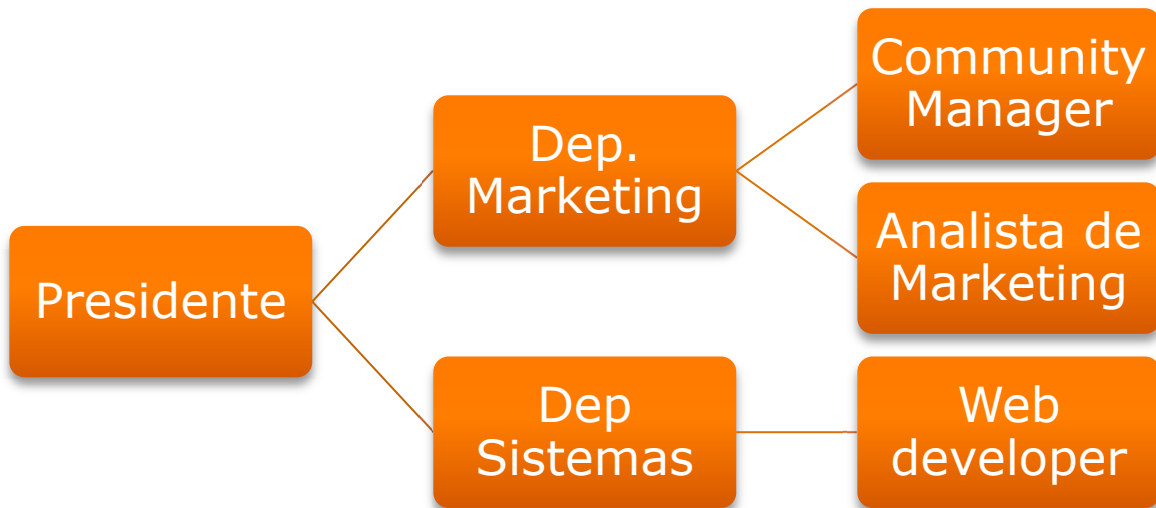 Presidente
Dep.
Marketing
Community
Manager
Analista de
Marketing
Dep
Sistemas
Web
developer